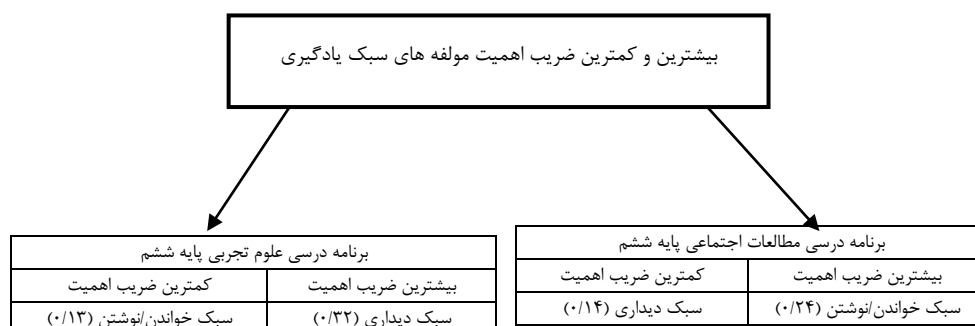 بیشترین و کمترین ضریب اهمیت مولفه های سبک یادگیری
برنامه درسی مطالعات اجتماعی پایه ششم
بیشترین ضریب اهمیت
کمترین ضریب اهمیت
سبک خواندن/نوشتن (۰/۲۴)
سبک دیداری (۰/۱۴)
برنامه درسی علوم تجربی پایه ششم
بیشترین ضریب اهمیت
کمترین ضریب اهمیت
سبک دیداری (۰/۳۲)
سبک خواندن/نوشتن (۰/۱۳)